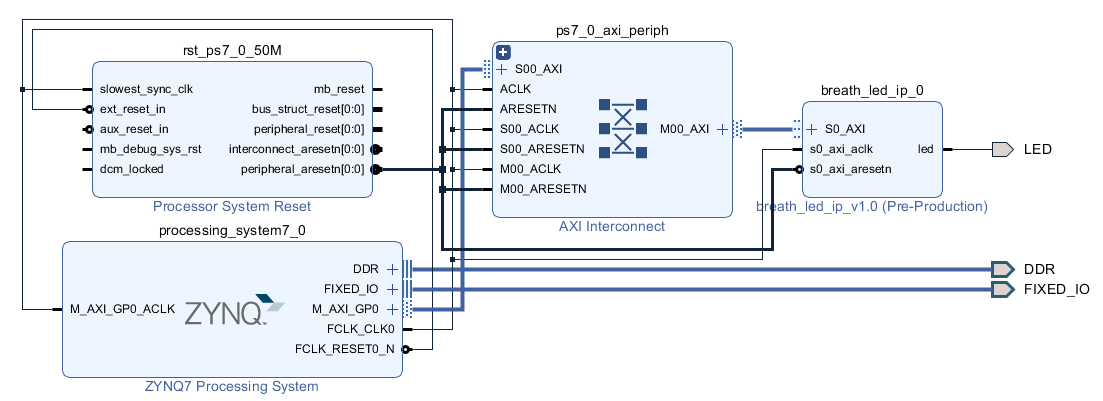 ps7_0_axi_periph
rst_ps7_0_50M
S00_AXI
slowest_sync_clk
mb_reset
ACLK
breath_led_ip_0
ext_reset_in
bus_struct_reset[0:0]
ARESETN
aux_reset_in
peripheral_reset[0:0]
S00_ACLK
M00_AXI
S0_AXI
mb_debug_sys_rst
interconnect_aresetn[0:0]
S00_ARESETN
s0_axi_aclk
led
LED
dcm_locked
peripheral_aresetn[0:0]
M00_ACLK
s0_axi_aresetn
M00_ARESETN
Processor System Reset
breath_led_ip_v1.0 (Pre-Production)
AXI Interconnect
processing_system7_0
DDR
DDR
FIXED_IO
FIXED_IO
M_AXI_GP0_ACLK
ZYNQ
M_AXI_GP0
FCLK_CLK0
FCLK_RESET0_N
ZYNQ7 Processing System